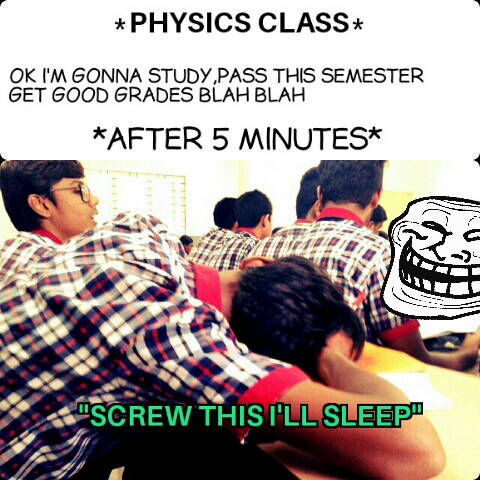 *PHYSICS CLASS*
OK I'M GONNA STUDY,PASS THIS SEMESTER
GET GOOD GRADES BLAH BLAH
*AFTER 5 MINUTES*
"SCREW THIS I'LL SLEEP"